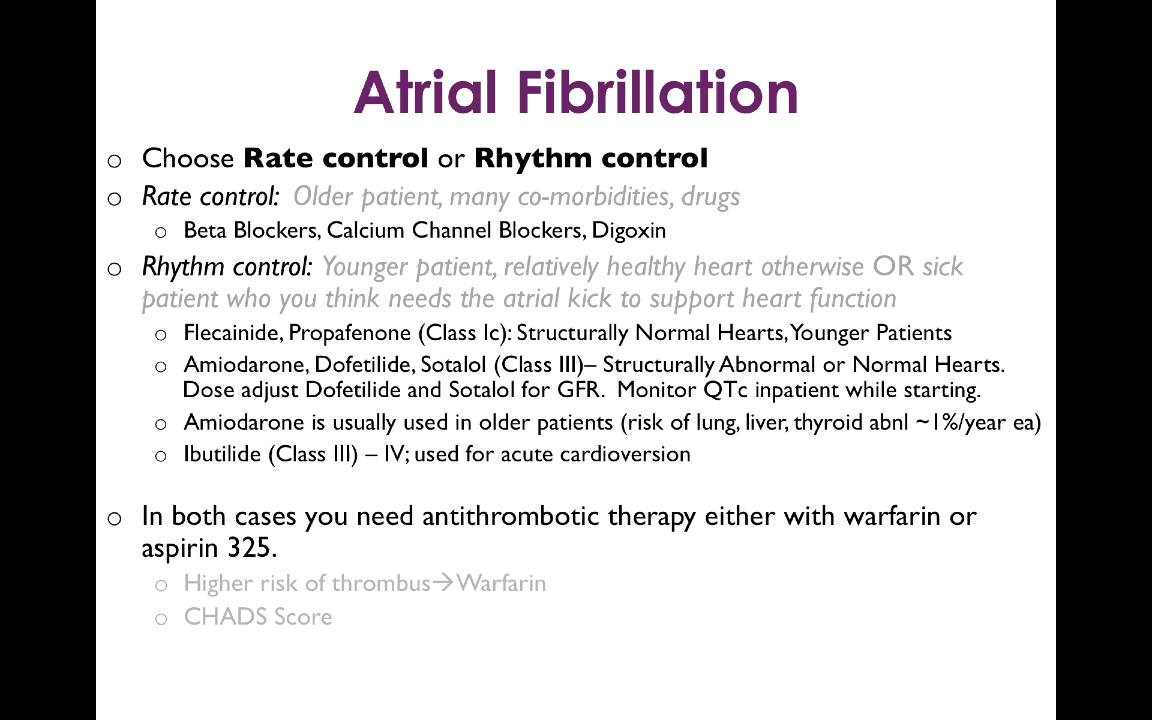 Atrial Fibrillation
o Choose Rate control or Rhythm control
o Rate control: Older patient, many co-morbidities, drugs
o Beta Blockers, Calcium Channel Blockers, Digoxin
o Rhythm control: Younger patient, relatively healthy heart otherwise OR sick
patient who you think needs the atrial kick to support heart function
o Flecainide, Propafenone (Class Ic): Structurally Normal Hearts, Younger Patients
o Amiodarone, Dofetilide, Sotalol (Class III)– Structurally Abnormal or Normal Hearts.
Dose adjust Dofetilide and Sotalol for GFR. Monitor QTc inpatient while starting.
o Amiodarone is usually used in older patients (risk of lung, liver, thyroid abnl ~1%/year ea)
o Ibutilide (Class III) – IV; used for acute cardioversion
o In both cases you need antithrombotic therapy either with warfarin or
aspirin 325.
o Higher risk of thrombus→Warfarin
o CHADS Score